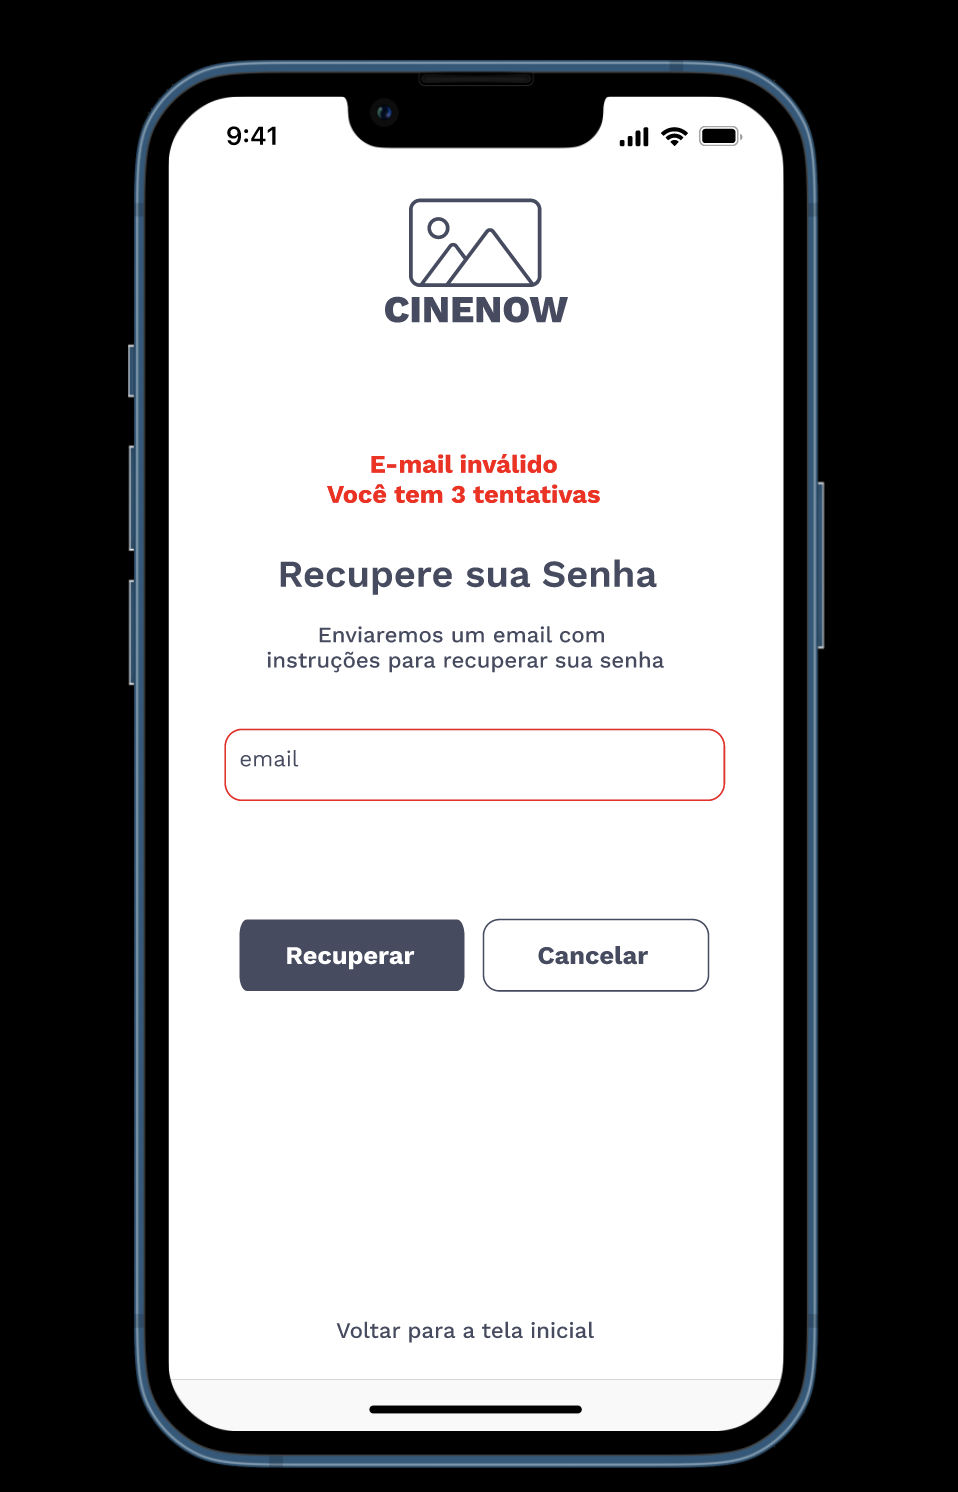 9:41
CINENOW
E-mail inválido
Você tem 3 tentativas
Recupere sua Senha
Enviaremos um email com
instruções para recuperar sua senha
email
Recuperar Cancelar
Voltar para a tela inicial